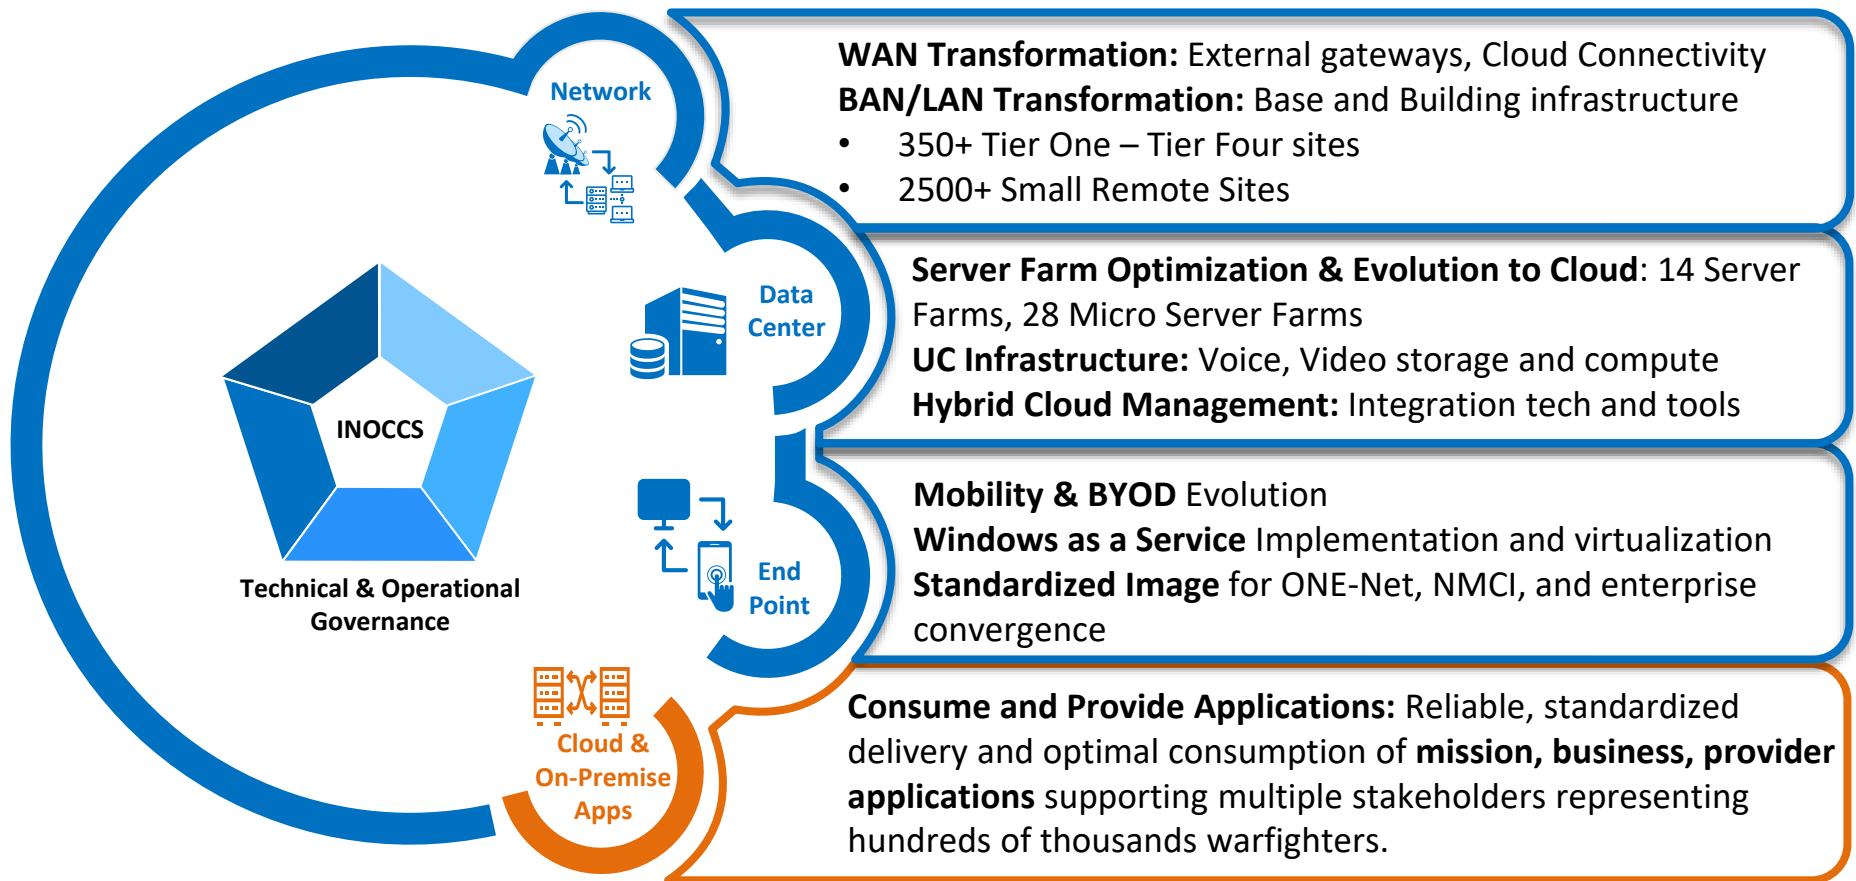 Network
WAN Transformation: External gateways, Cloud Connectivity
BAN/LAN Transformation: Base and Building infrastructure
• 350+ Tier One – Tier Four sites
• 2500+ Small Remote Sites
Data
Center
Server Farm Optimization & Evolution to Cloud: 14 Server
Farms, 28 Micro Server Farms
UC Infrastructure: Voice, Video storage and compute
Hybrid Cloud Management: Integration tech and tools
INOCCS
Technical & Operational
Governance
End
Point
Mobility & BYOD Evolution
Windows as a Service Implementation and virtualization
Standardized Image for ONE-Net, NMCI, and enterprise
convergence
Cloud &
On-Premise
Apps
Consume and Provide Applications: Reliable, standardized
delivery and optimal consumption of mission, business, provider
applications supporting multiple stakeholders representing
hundreds of thousands warfighters.